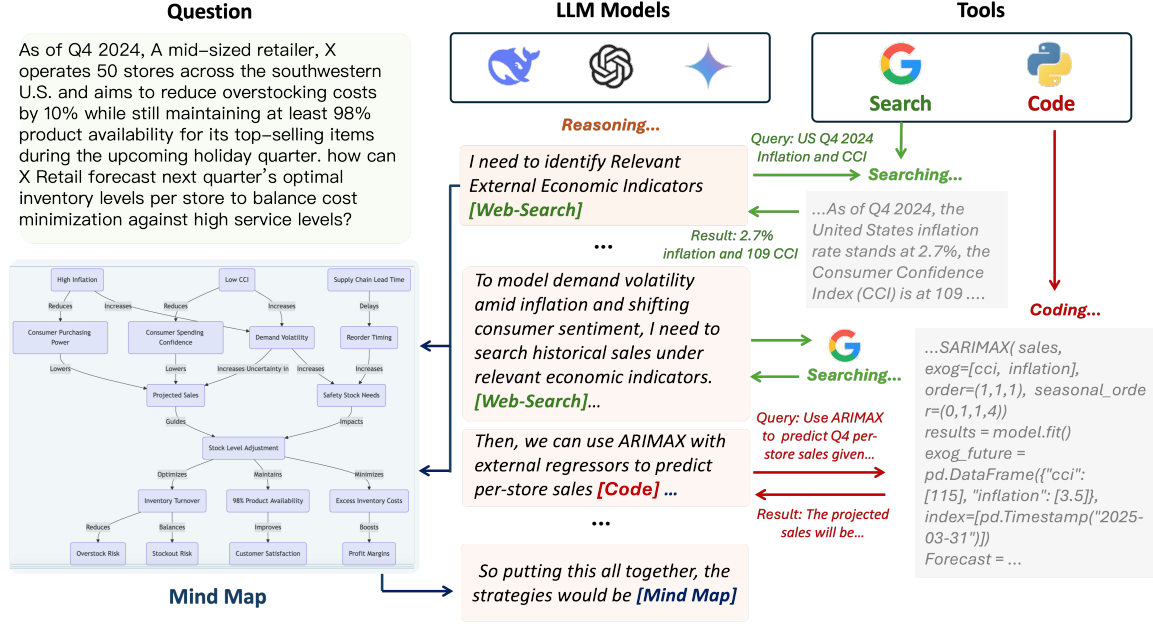 Question
As of Q4 2024, A mid-sized retailer, X
operates 50 stores across the southwestern
U.S. and aims to reduce overstocking costs
by 10% while still maintaining at least 98%
product availability for its top-selling items
during the upcoming holiday quarter. how can
X Retail forecast next quarter's optimal
inventory levels per store to balance cost
minimization against high service levels?
High Inflation
Low CCI
Supply Chain Lead Time
Reduces
Increases
Reduces
Increases
Delays
Consumer Purchasing
Power
Consumer Spending
Confidence
Demand Volatility
Reorder Timing
Lowers
Lowers
Increases Uncertainty In
Increases
Increases
Projected Sales
Safety Stock Needs
Guides
Impacts
Stock Level Adjustment
Optimizes
Maintains
Minimizes
Inventory Turnover
98% Product Availability
Excess Inventory Costs
Reduces
Balances
Improves
Boosts
Overstock Risk
Stockout Risk
Customer Satisfaction
Profit Margins
Mind Map
LLM Models
Reasoning...
I need to identify Relevant
External Economic Indicators
[Web-Search]
...
To model demand volatility
amid inflation and shifting
consumer sentiment, I need to
search historical sales under
relevant economic indicators.
[Web-Search]...
Then, we can use ARIMAX with
external regressors to predict
per-store sales [Code] ...
...
So putting this all together, the
strategies would be [Mind Map]
Query: US Q4 2024
Inflation and CCI
Result: 2.7%
inflation and 109 CCI
Query: Use ARIMAX
to predict Q4 per-
store sales given...
Result: The projected
sales will be...
Tools
Search
Code
Searching...
...As of Q4 2024, the
United States inflation
rate stands at 2.7%, the
Consumer Confidence
Index (CCI) is at 109 ....
Searching...
Coding...
...SARIMAX( sales,
exog=[cci, inflation],
order=(1,1,1), seasonal_orde
r=(0,1,1,4))
results = model.fit()
exog_future =
pd.DataFrame({"cci":
[115], "inflation": [3.5]},
index=[pd.Timestamp("2025-
03-31")])
Forecast = ...